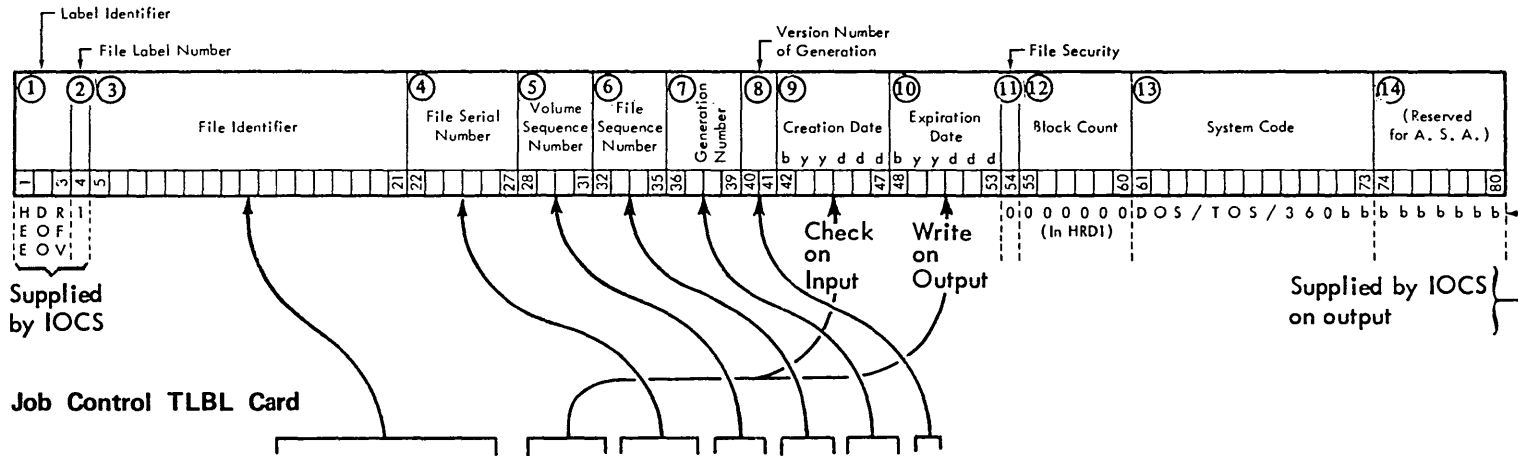 Label Identifier
File Label Number
Version Number
of Generation
File Security
1 2 3 4 5 6 7 8 9 10 11 12 13 14
File Identifier
File Serial
Number
Volume
Sequence
Number
File
Sequence
Number
Generation
Number
Creation Date
b y y d d d
Expiration
Date
b y y d d d
Block Count
System Code
(Reserved
for A. S. A.)
1 3 4 5 21 22 27 28 31 32 35 36 39 40 41 42 47 48 53 54 55 60 61 73 74 80
H D R 1
E O F
E O V
0 0 0 0 0 0 0 D O S / T O S / 3 6 0 b b b b b b b b b
(In HRD1)
Supplied
by IOCS
Check
on
Input
Write
on
Output
Supplied by IOCS
on output
Job Control TLBL Card